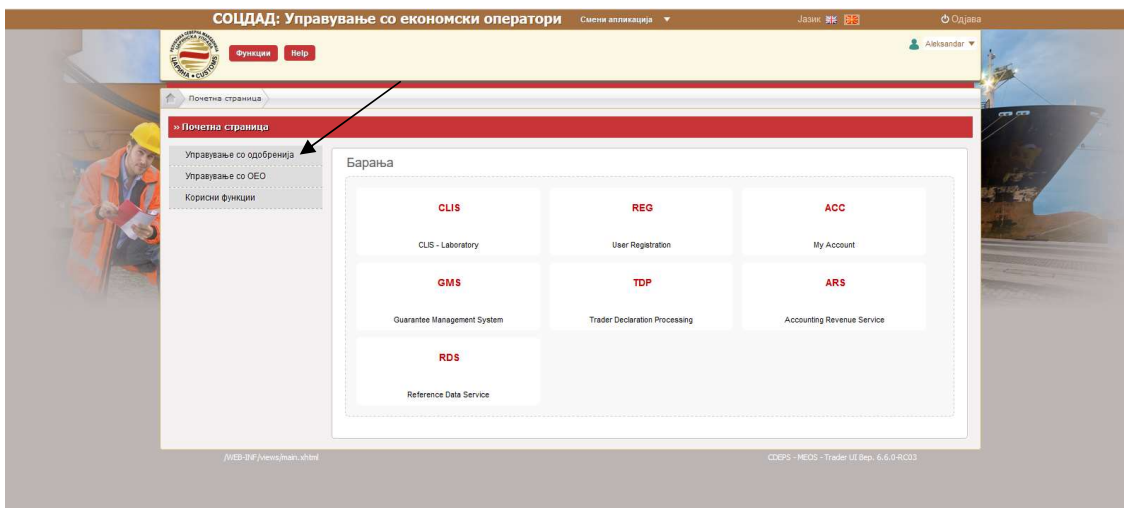 СОЦДАД: Управување со економски оператори Смени апликација ▼ Јазик Одјава
Функции Help Aleksandar ▼
Почетна страница
» Почетна страница
Управување со одобренија
Управување со ОЕО
Корисни функции
Барања
CLIS REG ACC
CLIS - Laboratory User Registration My Account
GMS TDP ARS
Guarantee Management System Trader Declaration Processing Accounting Revenue Service
RDS
Reference Data Service
/WEB-INF/views/main.xhtml CDEPS - MEOS - Trader UI Вер. 6.6.0-RC03